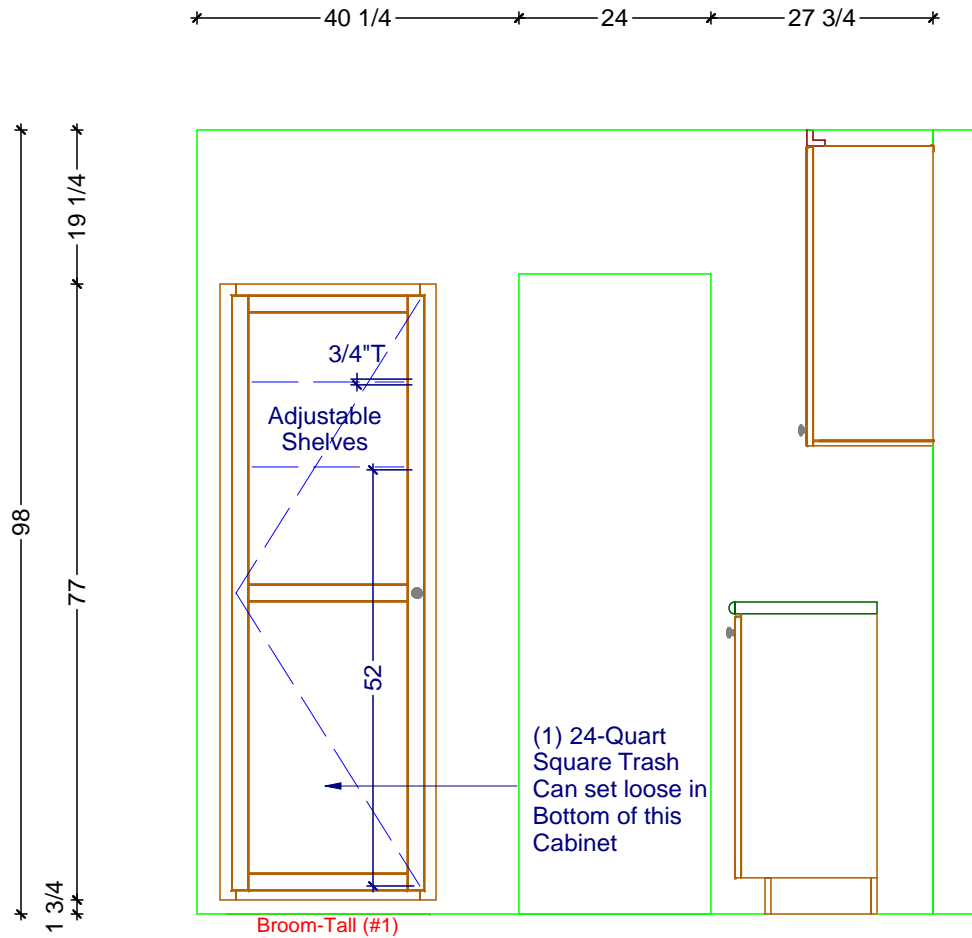 40 1/4
24
27 3/4
19 1/4
3/4"T
Adjustable
Shelves
98
77
52
(1) 24-Quart
Square Trash
Can set loose in
Bottom of this
Cabinet
1 3/4
Broom-Tall (#1)